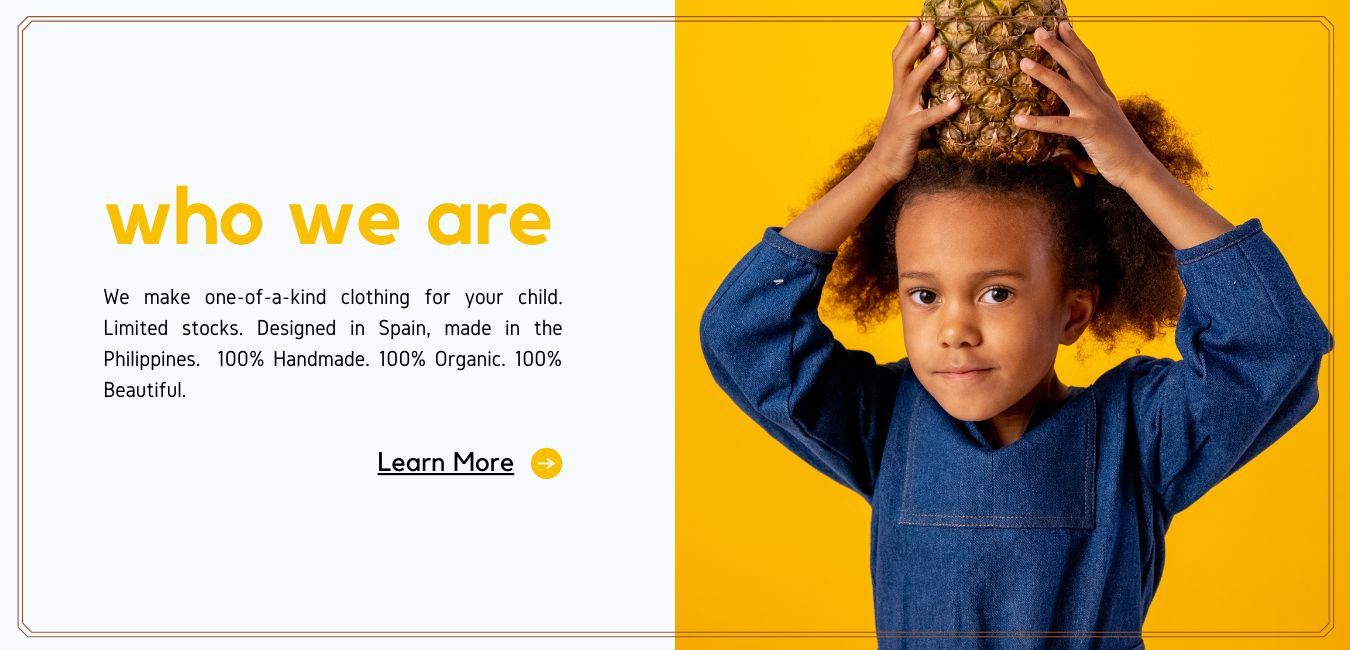 who we are
We make one-of-a-kind clothing for your child.
Limited stocks. Designed in Spain, made in the
Philippines. 100% Handmade. 100% Organic. 100%
Beautiful.
Learn More